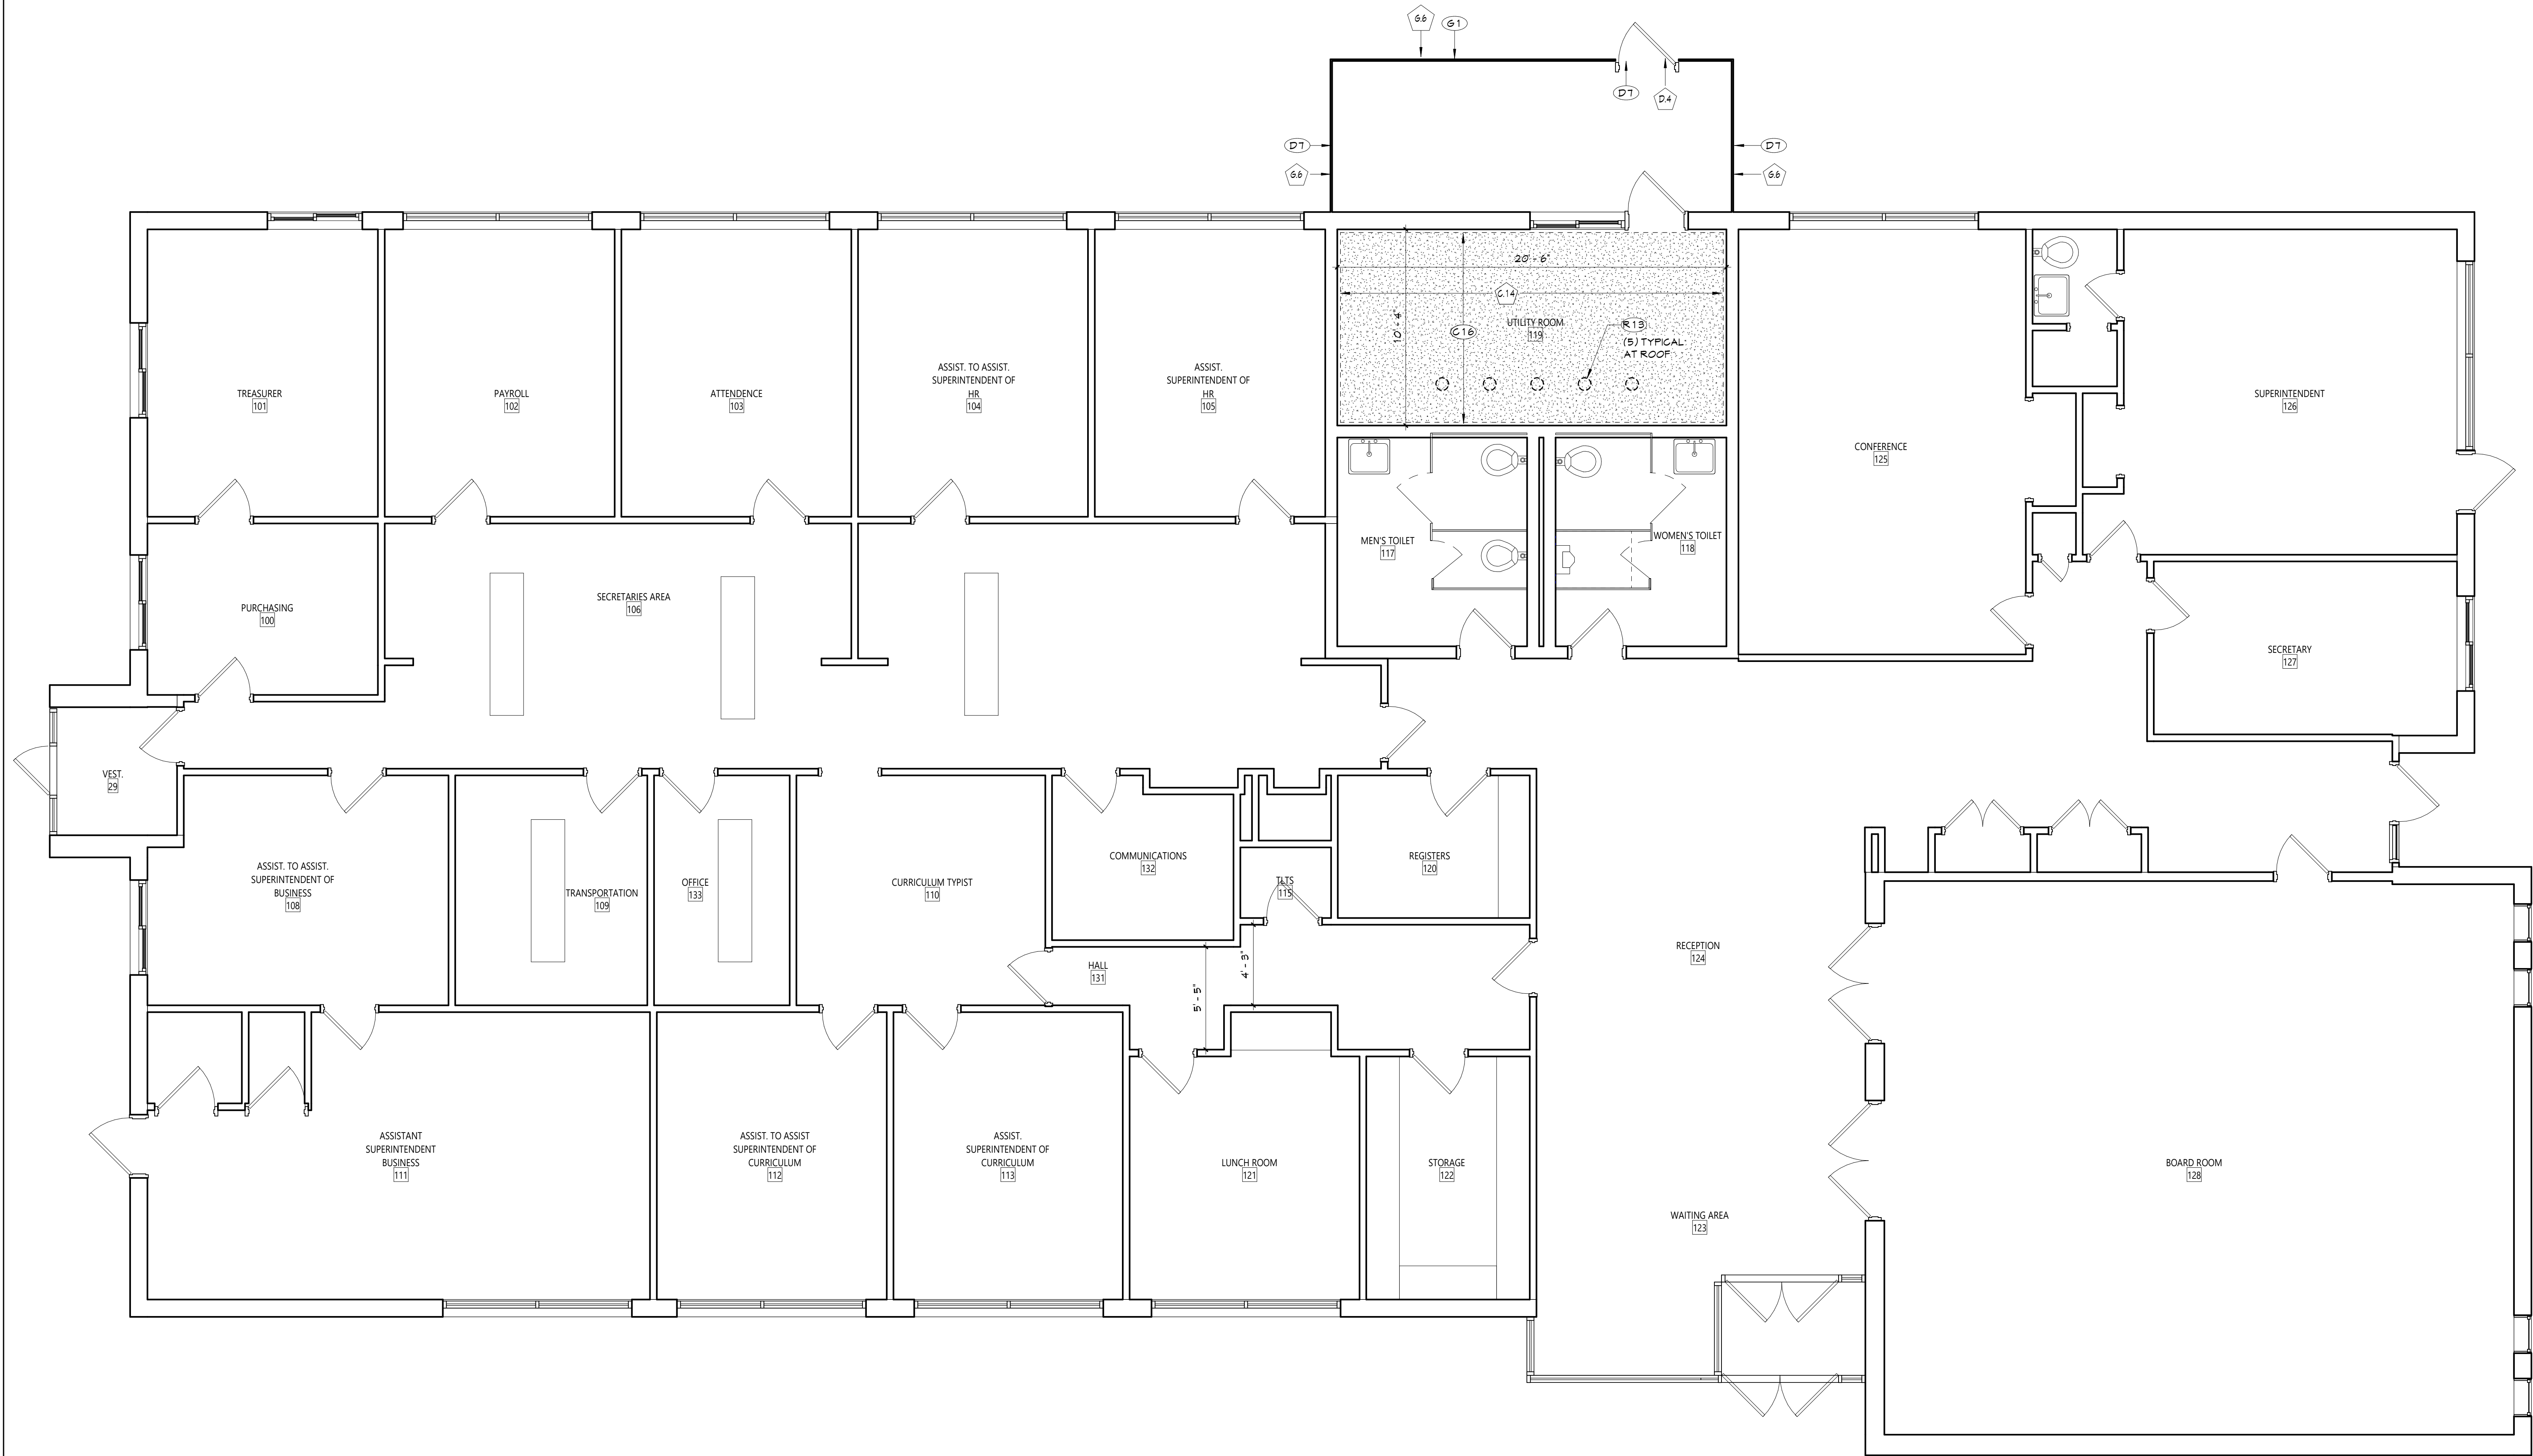 G.6
G1
D7
D.4
D7
G.6
D7
G.6
20' - 6"
C.14
10' - 4"
C16
UTILITY ROOM
119
R13
(5) TYPICAL
AT ROOF
TREASURER
101
PAYROLL
102
ATTENDENCE
103
ASSIST. TO ASSIST.
SUPERINTENDENT OF
HR
104
ASSIST.
SUPERINTENDENT OF
HR
105
CONFERENCE
125
SUPERINTENDENT
126
MEN'S TOILET
117
WOMEN'S TOILET
118
PURCHASING
100
SECRETARIES AREA
106
SECRETARY
127
VEST.
29
ASSIST. TO ASSIST.
SUPERINTENDENT OF
BUSINESS
108
TRANSPORTATION
109
OFFICE
133
CURRICULUM TYPIST
110
COMMUNICATIONS
132
TLTS
115
REGISTERS
120
HALL
131
5' - 5"
4' - 3"
RECEPTION
124
ASSISTANT
SUPERINTENDENT
BUSINESS
111
ASSIST. TO ASSIST
SUPERINTENDENT OF
CURRICULUM
112
ASSIST.
SUPERINTENDENT OF
CURRICULUM
113
LUNCH ROOM
121
STORAGE
122
WAITING AREA
123
BOARD ROOM
128